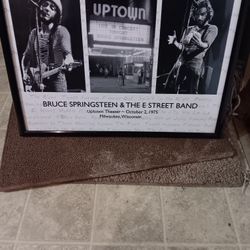 UPTOWN
BRUCE SPRINGSTEEN & THE E STREET BAND
Uptown Theater ~ October 2, 1975
Milwaukee, Wisconsin